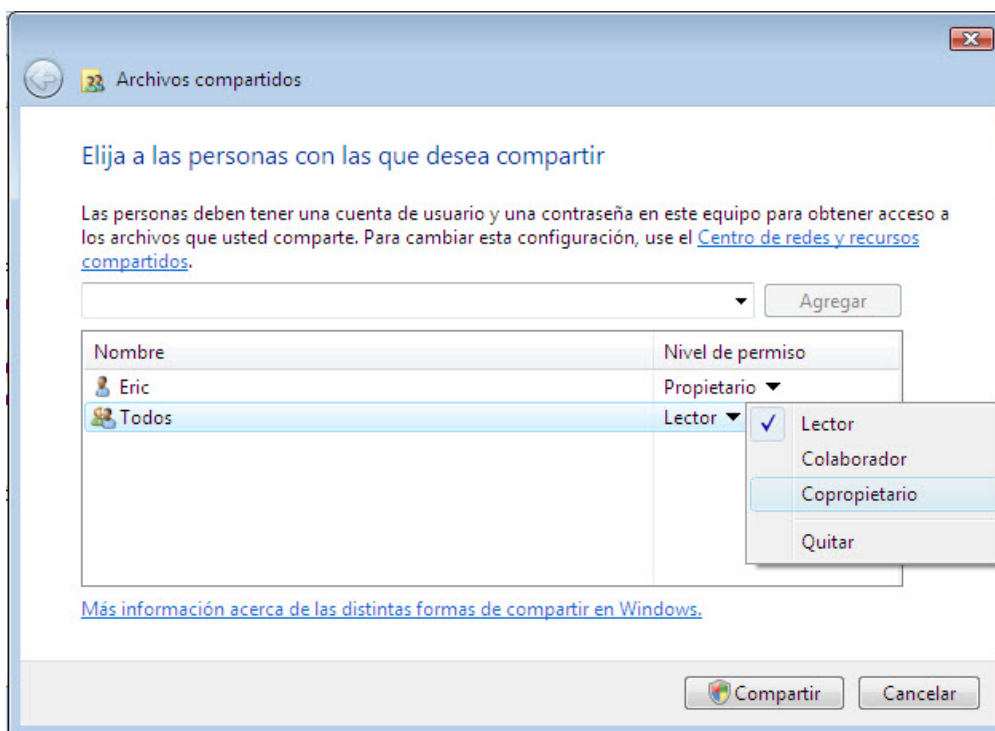 Archivos compartidos
Elija a las personas con las que desea compartir
Las personas deben tener una cuenta de usuario y una contraseña en este equipo para obtener acceso a
los archivos que usted comparte. Para cambiar esta configuración, use el Centro de redes y recursos
compartidos.
Agregar
Nombre Nivel de permiso
Eric Propietario
Todos Lector
Lector
Colaborador
Copropietario
Quitar
Más información acerca de las distintas formas de compartir en Windows.
Compartir Cancelar